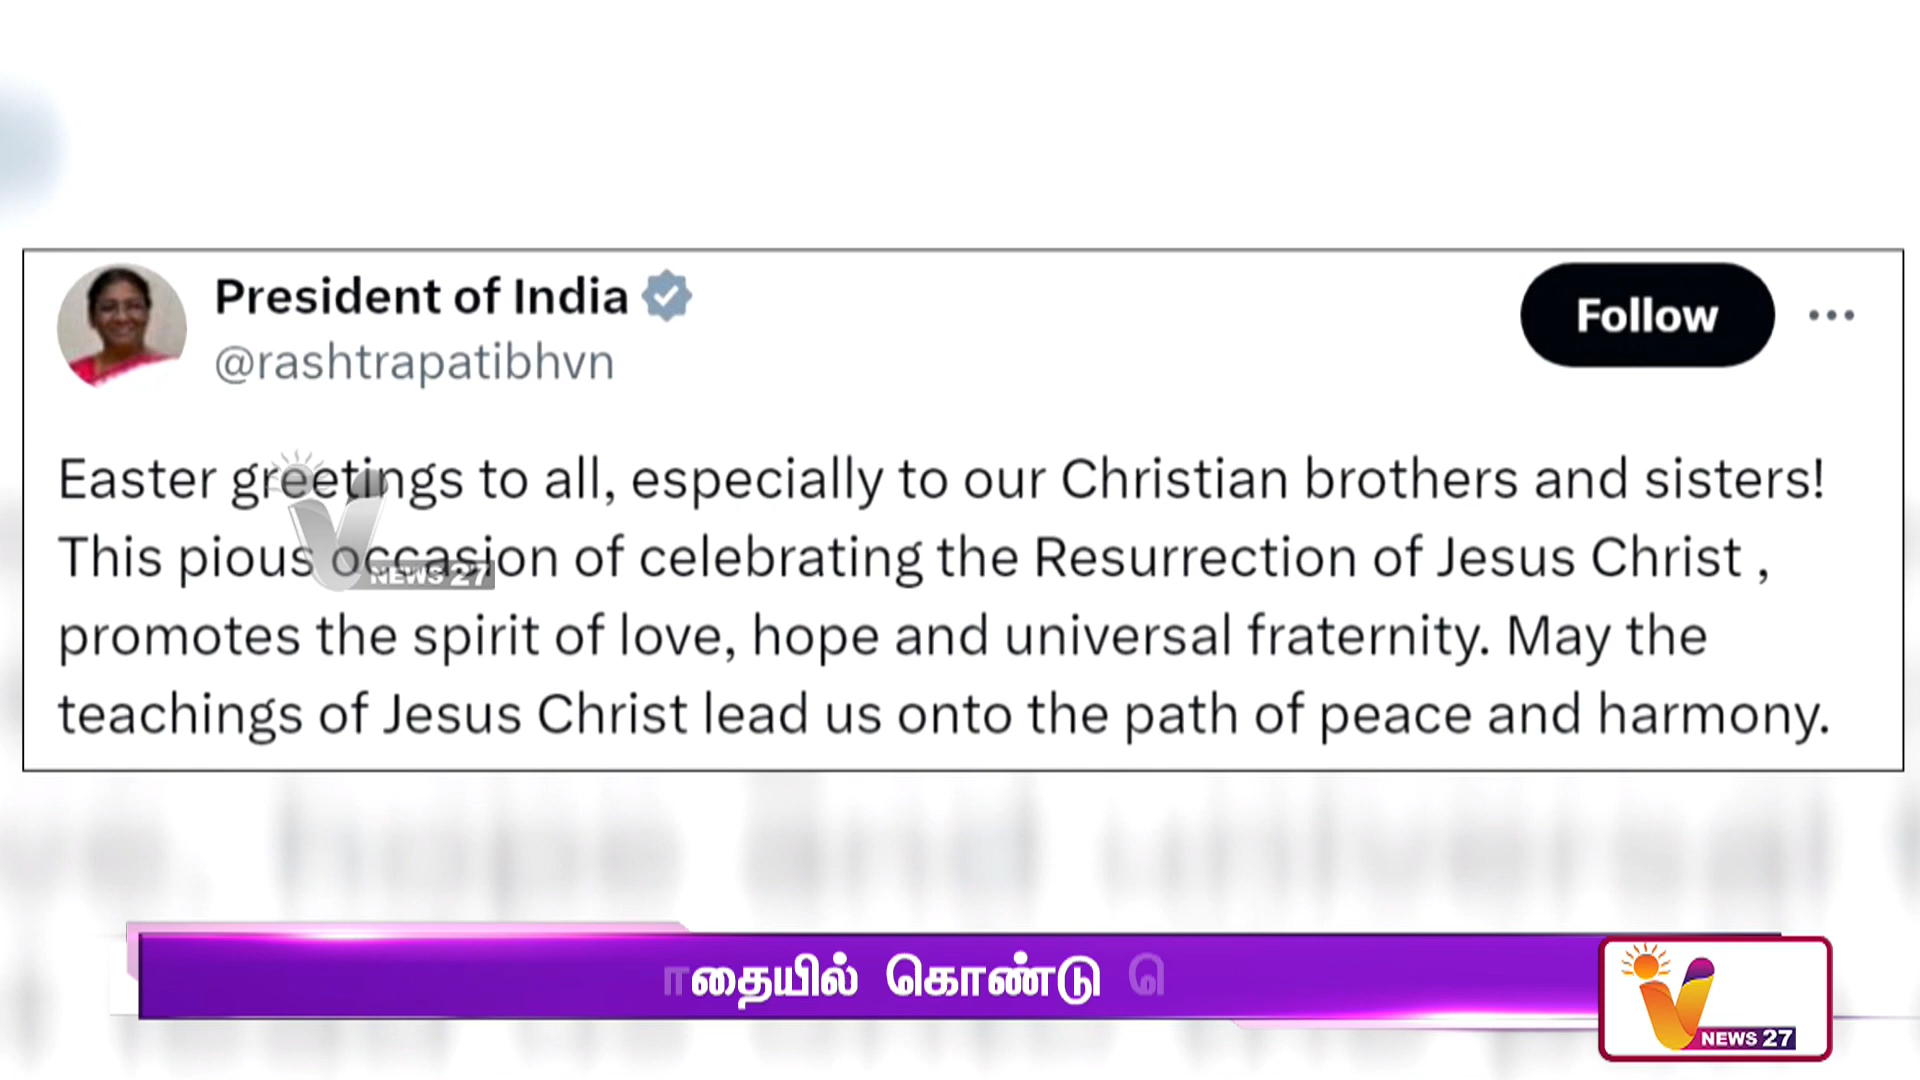 President of India
@rashtrapatibhvn
Follow
Easter greetings to all, especially to our Christian brothers and sisters!
This pious occasion of celebrating the Resurrection of Jesus Christ ,
promotes the spirit of love, hope and universal fraternity. May the
teachings of Jesus Christ lead us onto the path of peace and harmony.
NEWS 27
கொண்டு
NEWS 27